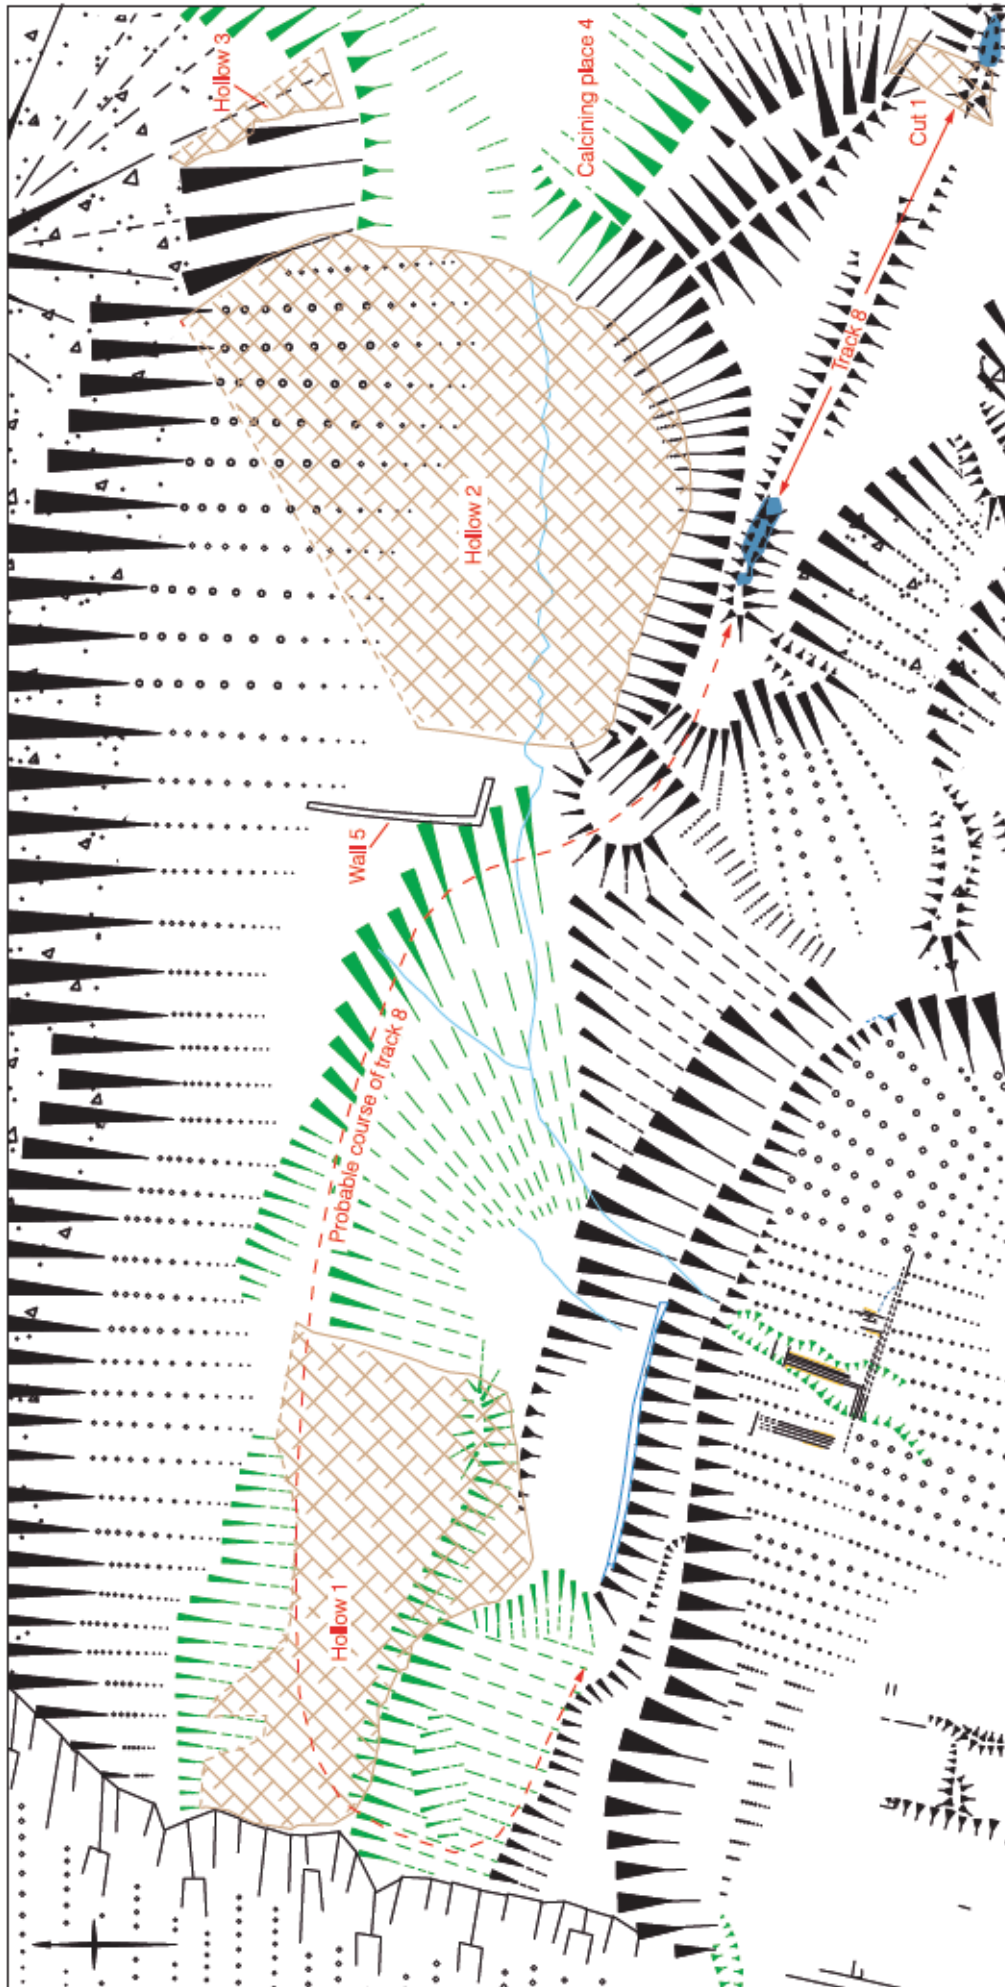 Hollow 3
Calcining place 4
Cut 1
Track 8
Hollow 2
Wall 5
Probable course of track 8
Hollow 1